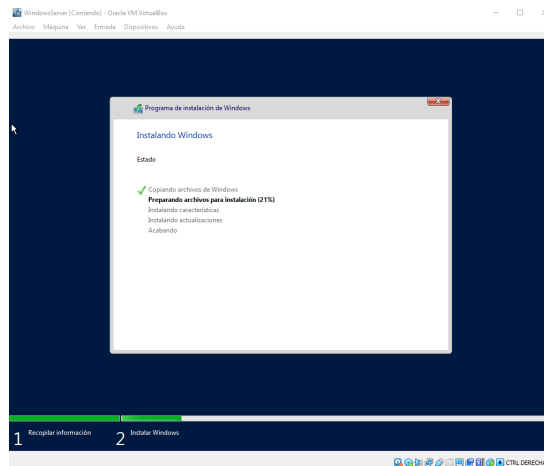 WindowsServer [Corriendo] - Oracle VM VirtualBox
Archivo Máquina Ver Entrada Dispositivos Ayuda
Programa de instalación de Windows
Instalando Windows
Estado
Copiando archivos de Windows
Preparando archivos para instalación (21%)
Instalando características
Instalando actualizaciones
Acabando
1 Recopilar información 2 Instalar Windows
CTRL DERECHA